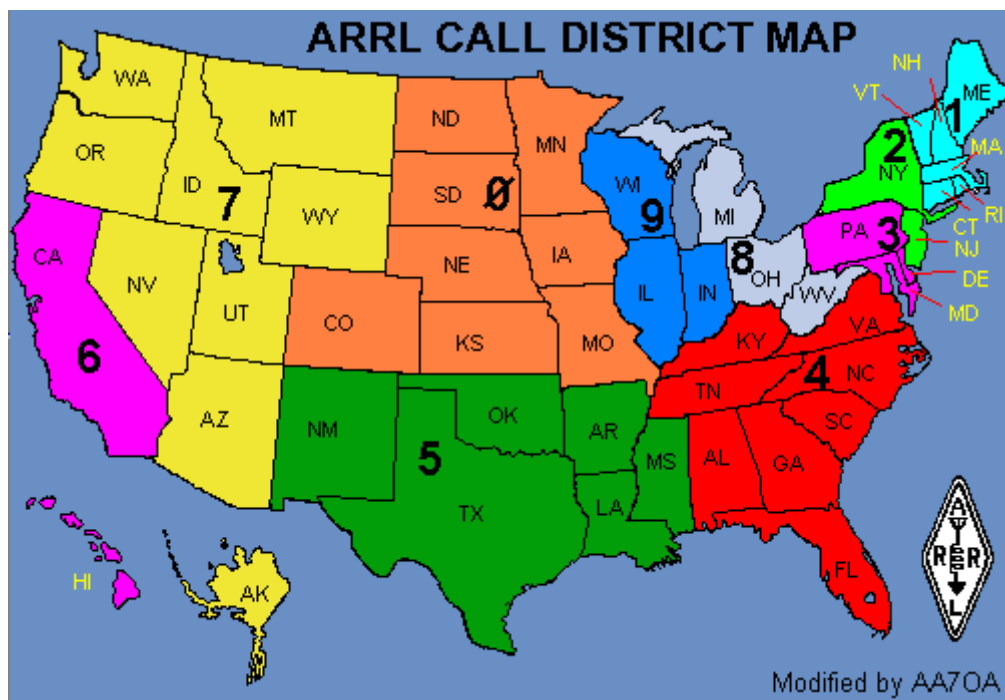 ARRL CALL DISTRICT MAP
NH
WA
ME
VT
MT
ND
1
MN
OR
2
MA
NY
ID
SD
0
WI
7
WY
9
MI
RI
PA
3
CT
CA
8
NJ
NE
IA
OH
DE
NV
IL
IN
WV
UT
MD
CO
VA
KS
MO
KY
6
4
NC
TN
AZ
OK
SC
NM
AR
5
MS
AL
GA
TX
LA
A
R
R
L
FL
HI
AK
Modified by AA7OA